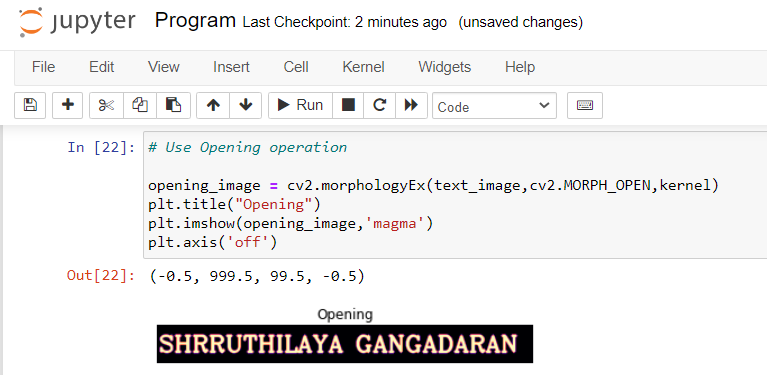 jupyter Program Last Checkpoint: 2 minutes ago (unsaved changes)
File Edit View Insert Cell Kernel Widgets Help
Run Code
In [22]: # Use Opening operation
opening_image = cv2.morphologyEx(text_image,cv2.MORPH_OPEN,kernel)
plt.title("Opening")
plt.imshow(opening_image,'magma')
plt.axis('off')
Out[22]: (-0.5, 999.5, 99.5, -0.5)
Opening
SHRRUTHILAYA GANGADARAN